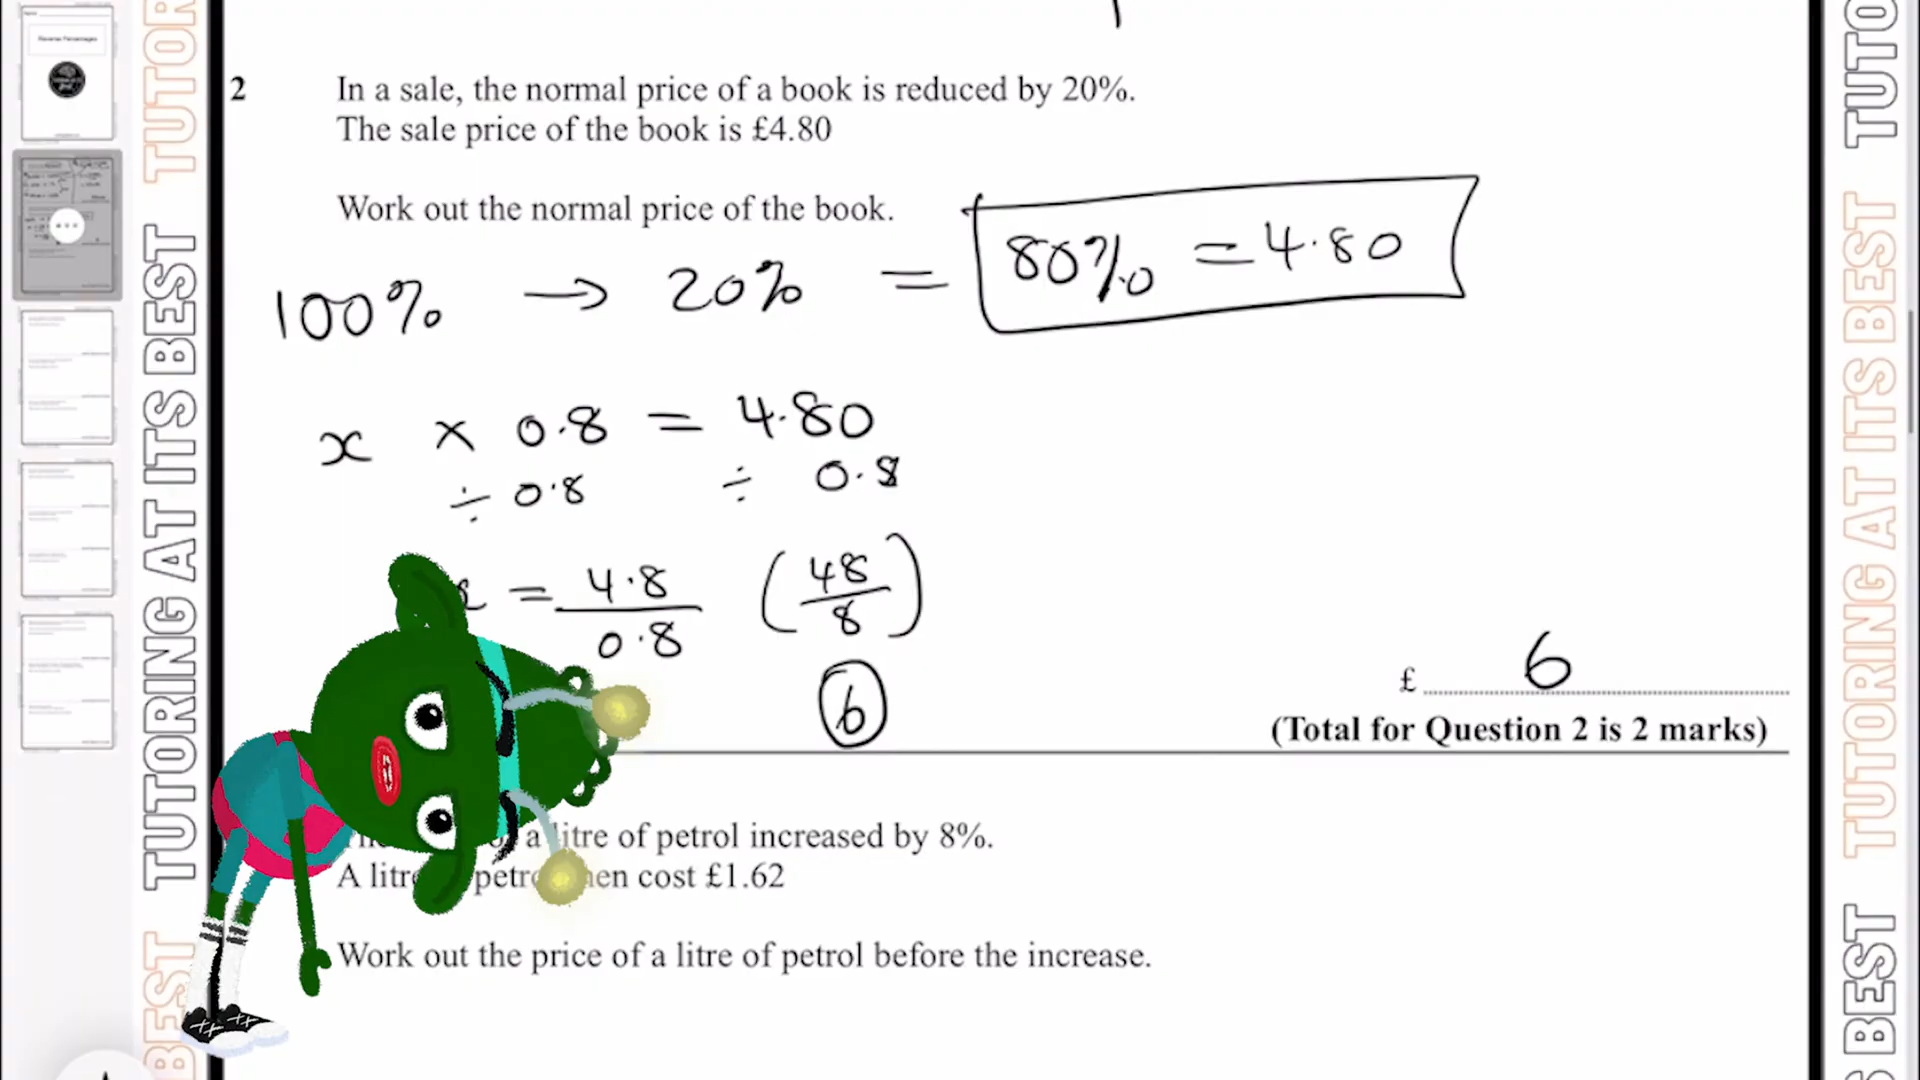 Reverse Percentages
2 In a sale, the normal price of a book is reduced by 20%.
The sale price of the book is £4.80
Work out the normal price of the book.
80% = 4.80
100% → 20% =
x × 0.8 = 4.80
÷ 0.8 ÷ 0.8
= 4.8 / 0.8 (48 / 8)
6
£ 6
(Total for Question 2 is 2 marks)
a litre of petrol increased by 8%.
A cost £1.62
Work out the price of a litre of petrol before the increase.
TUTORING AT ITS BEST
TUTOR
BEST
TUTORING AT ITS BEST
TUTO
BEST